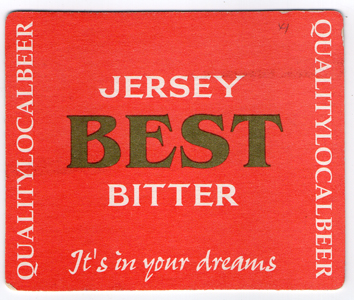 QUALITYLOCALBEER
JERSEY
BEST
BITTER
It's in your dreams
QUALITYLOCALBEER